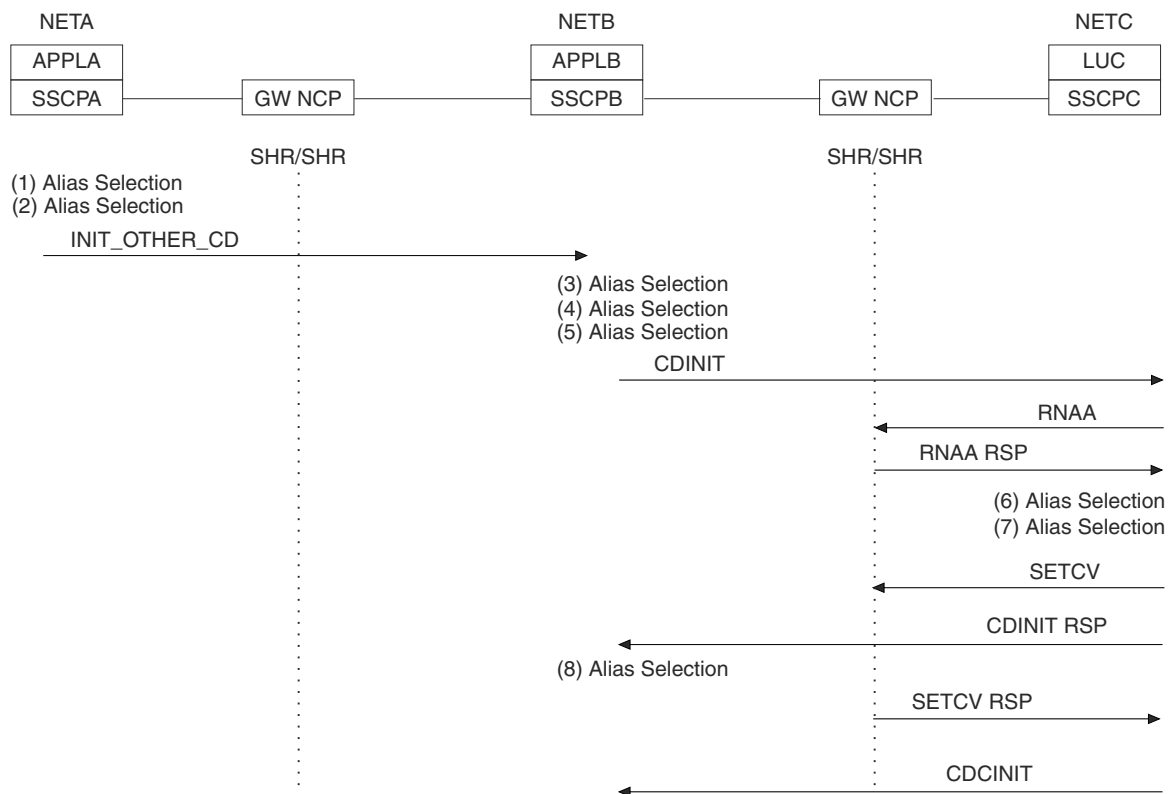 NETA NETB NETC
APPLA APPLB LUC
SSCPA GW NCP SSCPB GW NCP SSCPC
SHR/SHR SHR/SHR
(1) Alias Selection
(2) Alias Selection
INIT_OTHER_CD
(3) Alias Selection
(4) Alias Selection
(5) Alias Selection
CDINIT
RNAA
RNAA RSP
(6) Alias Selection
(7) Alias Selection
SETCV
CDINIT RSP
(8) Alias Selection
SETCV RSP
CDCINIT